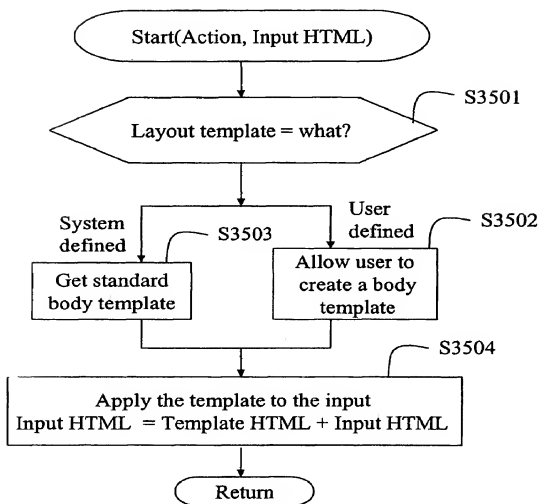 Start(Action, Input HTML)
S3501
Layout template = what?
System
defined
S3503
User
defined
S3502
Get standard
body template
Allow user to
create a body
template
S3504
Apply the template to the input
Input HTML = Template HTML + Input HTML
Return